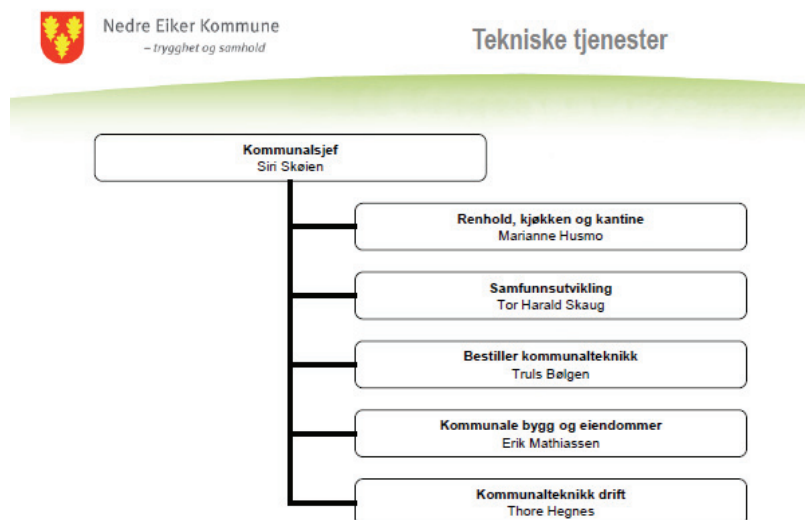 Nedre Eiker Kommune
– trygghet og samhold
Tekniske tjenester
Kommunalsjef
Siri Skøien
Renhold, kjøkken og kantine
Marianne Husmo
Samfunnsutvikling
Tor Harald Skaug
Bestiller kommunalteknikk
Truls Bølgen
Kommunale bygg og eiendommer
Erik Mathiassen
Kommunalteknikk drift
Thore Hegnes